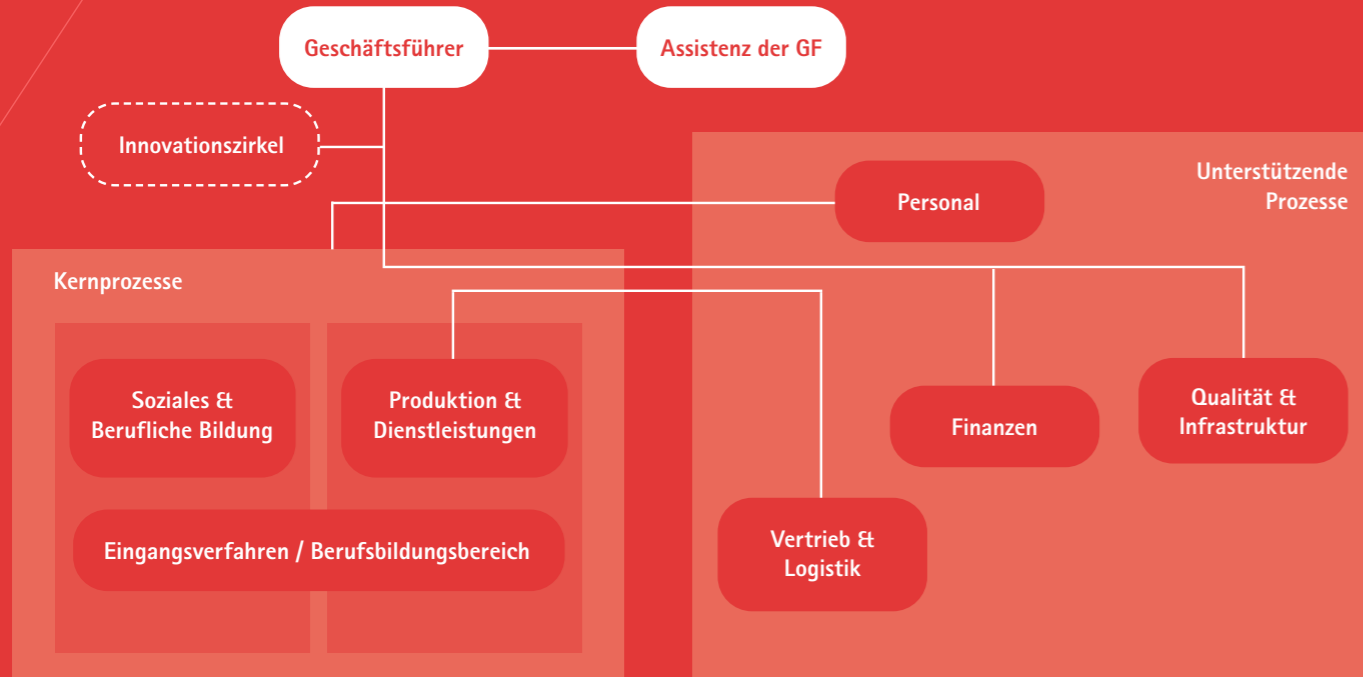 Geschäftsführer
Assistenz der GF
Innovationszirkel
Unterstützende
Prozesse
Personal
Kernprozesse
Soziales &
Berufliche Bildung
Produktion &
Dienstleistungen
Finanzen
Qualität &
Infrastruktur
Eingangsverfahren / Berufsbildungsbereich
Vertrieb &
Logistik